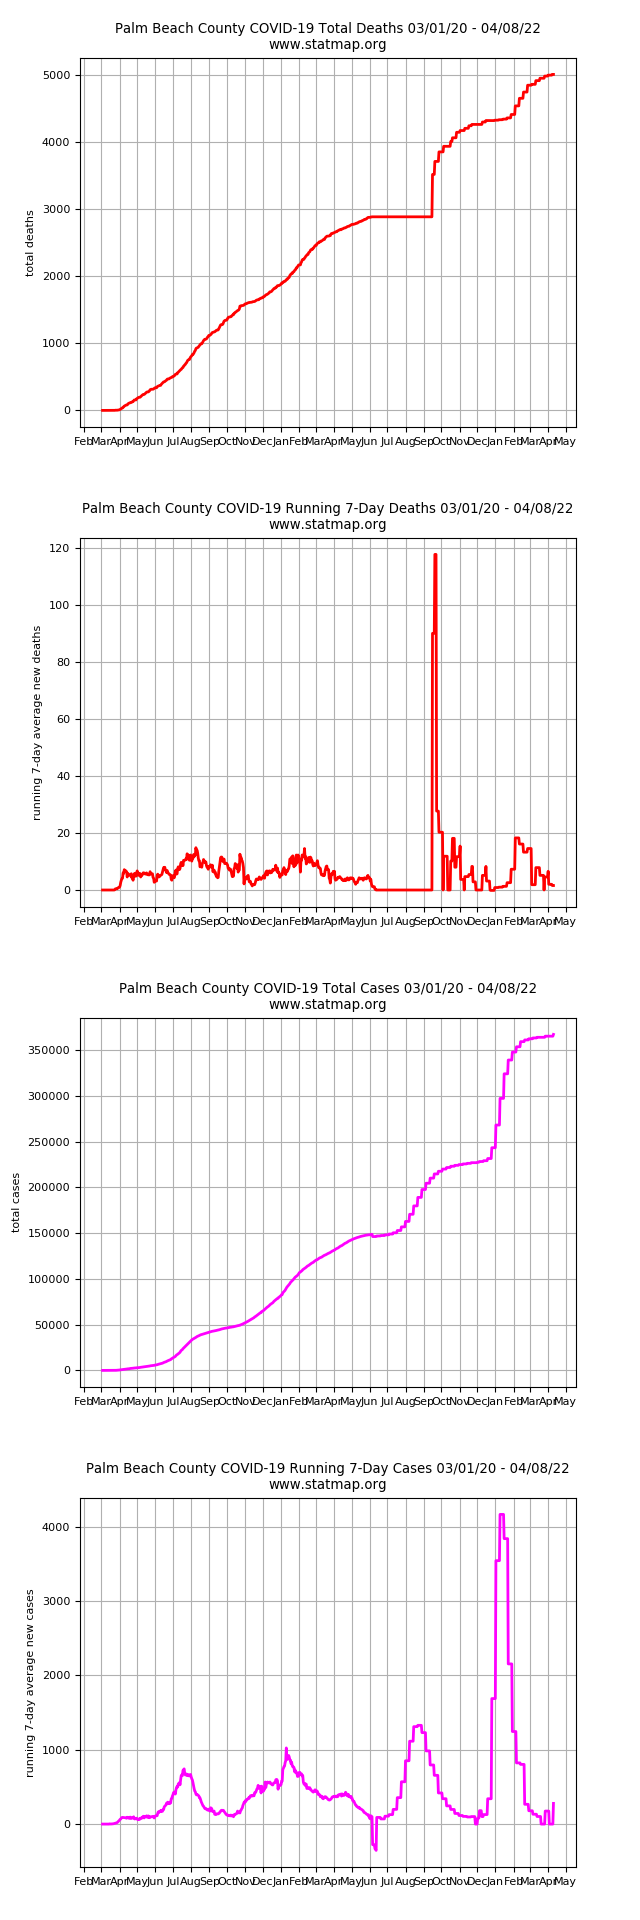 Palm Beach County COVID-19 Total Deaths 03/01/20 - 04/08/22
www.statmap.org
5000
4000
3000
2000
1000
0
total deaths
Feb Mar Apr May Jun Jul Aug Sep Oct Nov Dec Jan Feb Mar Apr May Jun Jul Aug Sep Oct Nov Dec Jan Feb Mar Apr May
Palm Beach County COVID-19 Running 7-Day Deaths 03/01/20 - 04/08/22
www.statmap.org
120
100
80
60
40
20
0
running 7-day average new deaths
Feb Mar Apr May Jun Jul Aug Sep Oct Nov Dec Jan Feb Mar Apr May Jun Jul Aug Sep Oct Nov Dec Jan Feb Mar Apr May
Palm Beach County COVID-19 Total Cases 03/01/20 - 04/08/22
www.statmap.org
350000
300000
250000
200000
150000
100000
50000
0
total cases
Feb Mar Apr May Jun Jul Aug Sep Oct Nov Dec Jan Feb Mar Apr May Jun Jul Aug Sep Oct Nov Dec Jan Feb Mar Apr May
Palm Beach County COVID-19 Running 7-Day Cases 03/01/20 - 04/08/22
www.statmap.org
4000
3000
2000
1000
0
running 7-day average new cases
Feb Mar Apr May Jun Jul Aug Sep Oct Nov Dec Jan Feb Mar Apr May Jun Jul Aug Sep Oct Nov Dec Jan Feb Mar Apr May